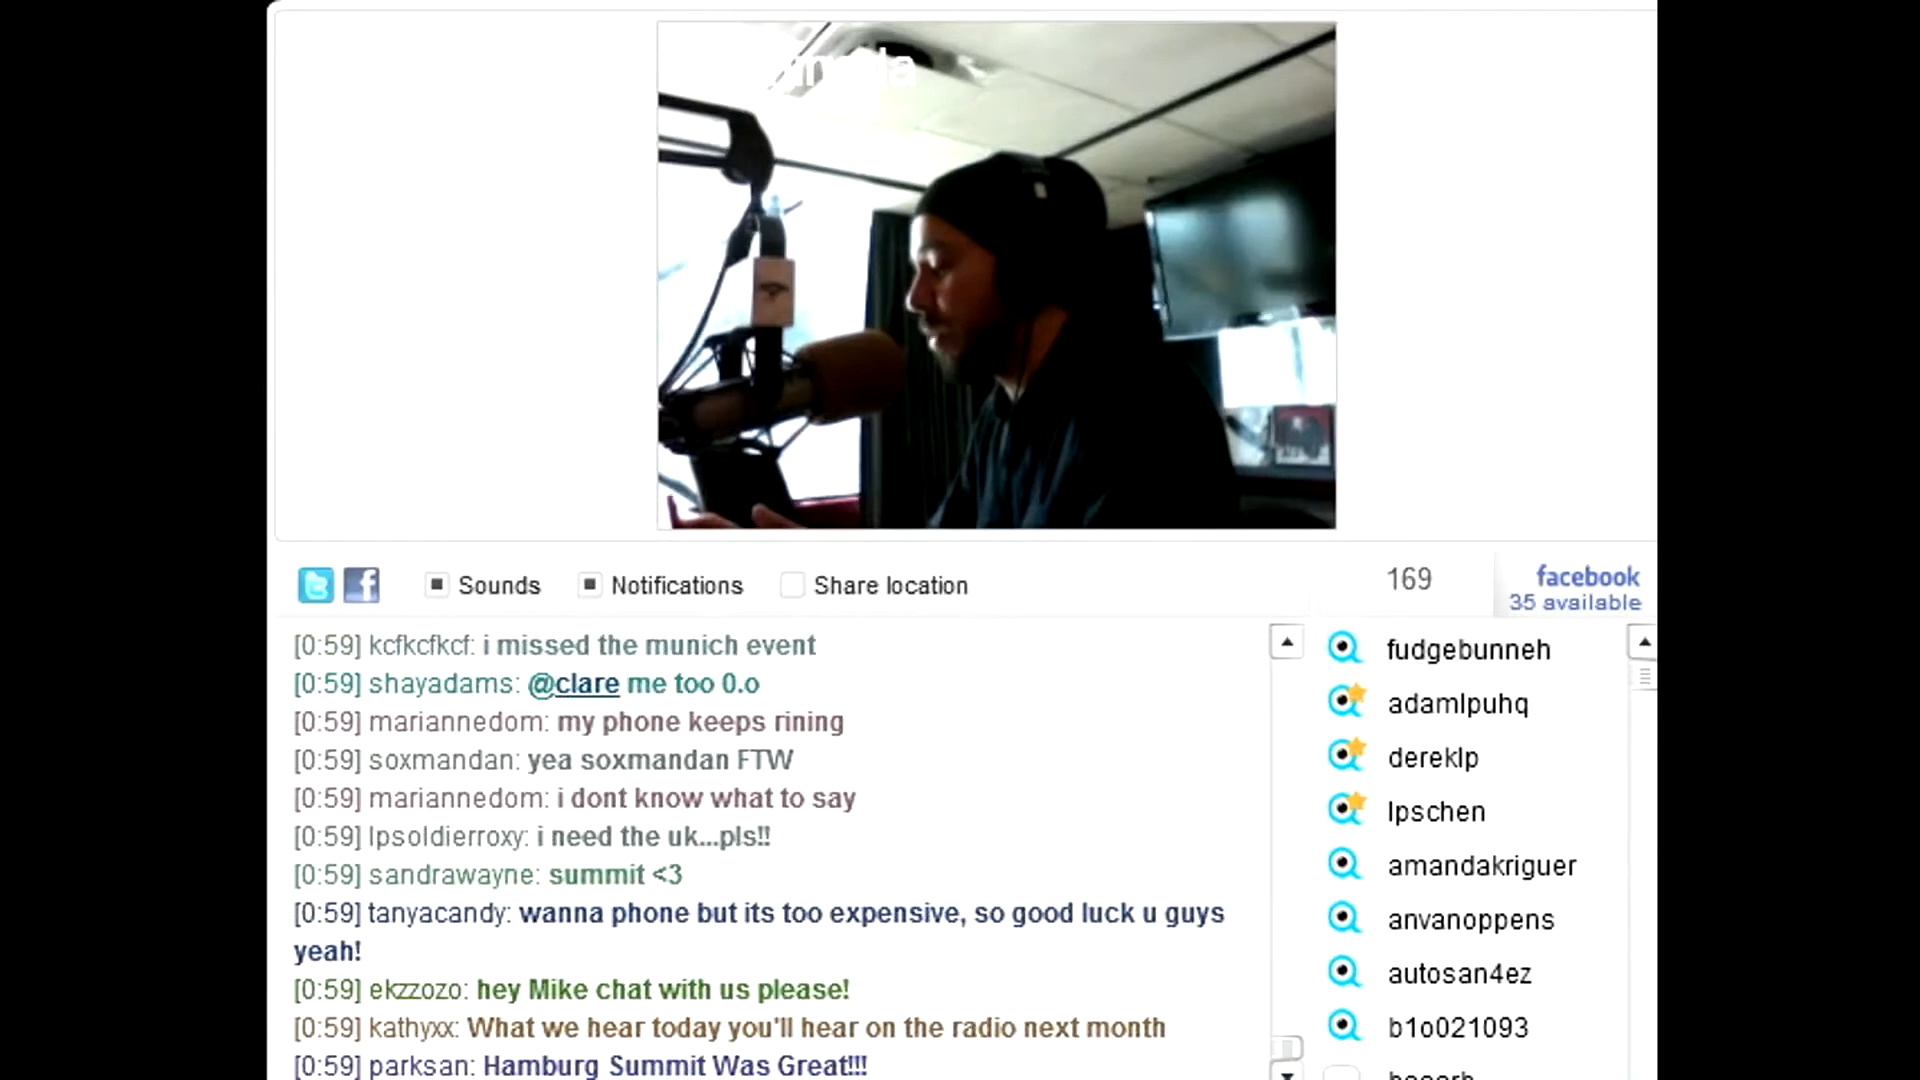 Sounds
Notifications
Share location
169
facebook
35 available
[0:59] kcfkcfkcf: i missed the munich event
[0:59] shayadams: @clare me too 0.o
[0:59] mariannedom: my phone keeps rining
[0:59] soxmandan: yea soxmandan FTW
[0:59] mariannedom: i dont know what to say
[0:59] lpsoldierroxy: i need the uk...pls!!
[0:59] sandrawayne: summit <3
[0:59] tanyacandy: wanna phone but its too expensive, so good luck u guys
yeah!
[0:59] ekzzozo: hey Mike chat with us please!
[0:59] kathyxx: What we hear today you'll hear on the radio next month
[0:59] parksan: Hamburg Summit Was Great!!!
fudgebunneh
adamlpuhq
dereklp
lpschen
amandakriguer
anvanoppens
autosan4ez
b1o021093